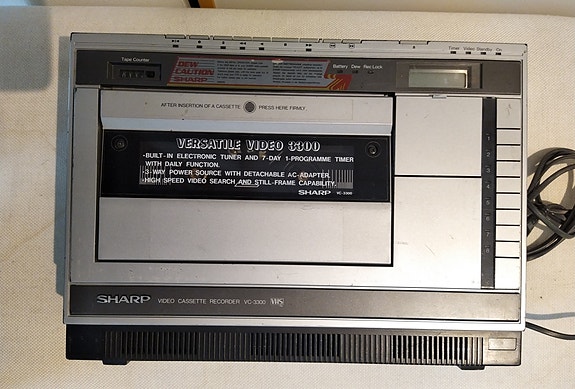 Timer Video Standby On
Tape Counter
DEW
CAUTION
SHARP
Battery Dew Rec Lock
AFTER INSERTION OF A CASSETTE PRESS HERE FIRMLY
VERSATILE VIDEO 3300
•BUILT-IN ELECTRONIC TUNER AND 7-DAY 1-PROGRAMME TIMER
WITH DAILY FUNCTION.
•3-WAY POWER SOURCE WITH DETACHABLE AC-ADAPTER.
•HIGH SPEED VIDEO SEARCH AND STILL-FRAME CAPABILITY.
SHARP VC-3300
1
2
3
4
5
6
7
8
SHARP VIDEO CASSETTE RECORDER VC-3300 VHS